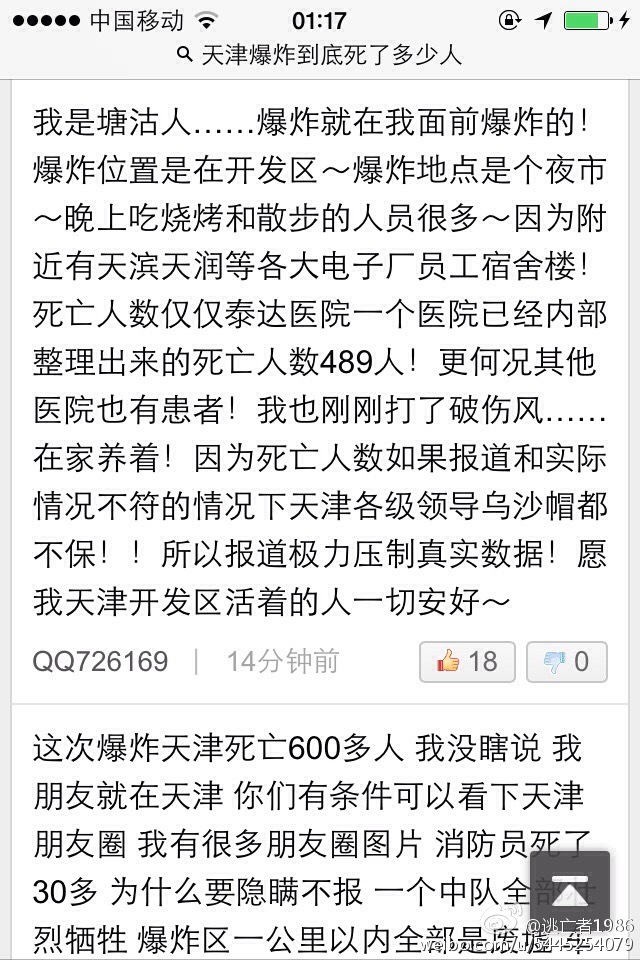 中国移动 01:17
天津爆炸到底死了多少人
我是塘沽人……爆炸就在我面前爆炸的！
爆炸位置是在开发区～爆炸地点是个夜市
～晚上吃烧烤和散步的人员很多～因为附
近有天滨天润等各大电子厂员工宿舍楼！
死亡人数仅仅泰达医院一个医院已经内部
整理出来的死亡人数489人！更何况其他
医院也有患者！我也刚刚打了破伤风……
在家养着！因为死亡人数如果报道和实际
情况不符的情况下天津各级领导乌沙帽都
不保！！所以报道极力压制真实数据！愿
我天津开发区活着的人一切安好～
QQ726169 | 14分钟前 18 0
这次爆炸天津死亡600多人 我没瞎说 我
朋友就在天津 你们有条件可以看下天津
朋友圈 我有很多朋友圈图片 消防员死了
30多 为什么要隐瞒不报 一个中队全部壮
烈牺牲 爆炸区一公里以内全部是废墟
@逃亡者1986
weibo.com/u/5445254079